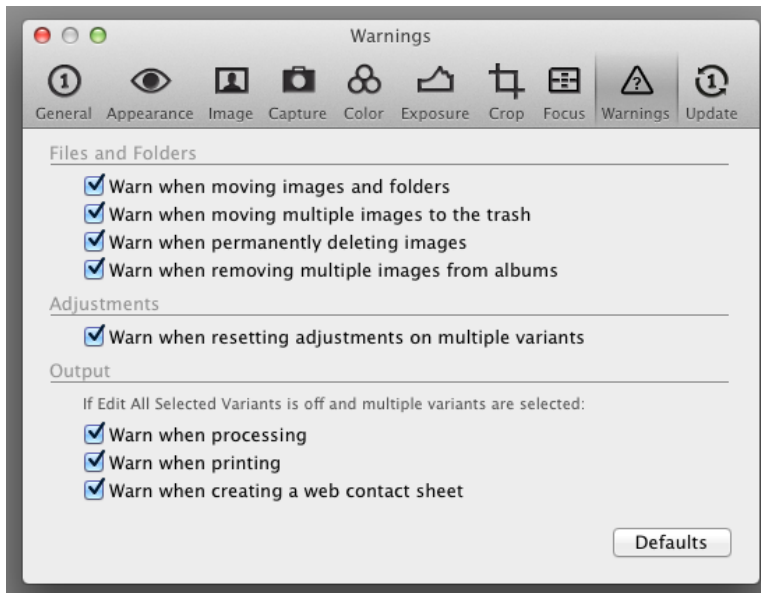 Warnings
General Appearance Image Capture Color Exposure Crop Focus Warnings Update
Files and Folders
Warn when moving images and folders
Warn when moving multiple images to the trash
Warn when permanently deleting images
Warn when removing multiple images from albums
Adjustments
Warn when resetting adjustments on multiple variants
Output
If Edit All Selected Variants is off and multiple variants are selected:
Warn when processing
Warn when printing
Warn when creating a web contact sheet
Defaults